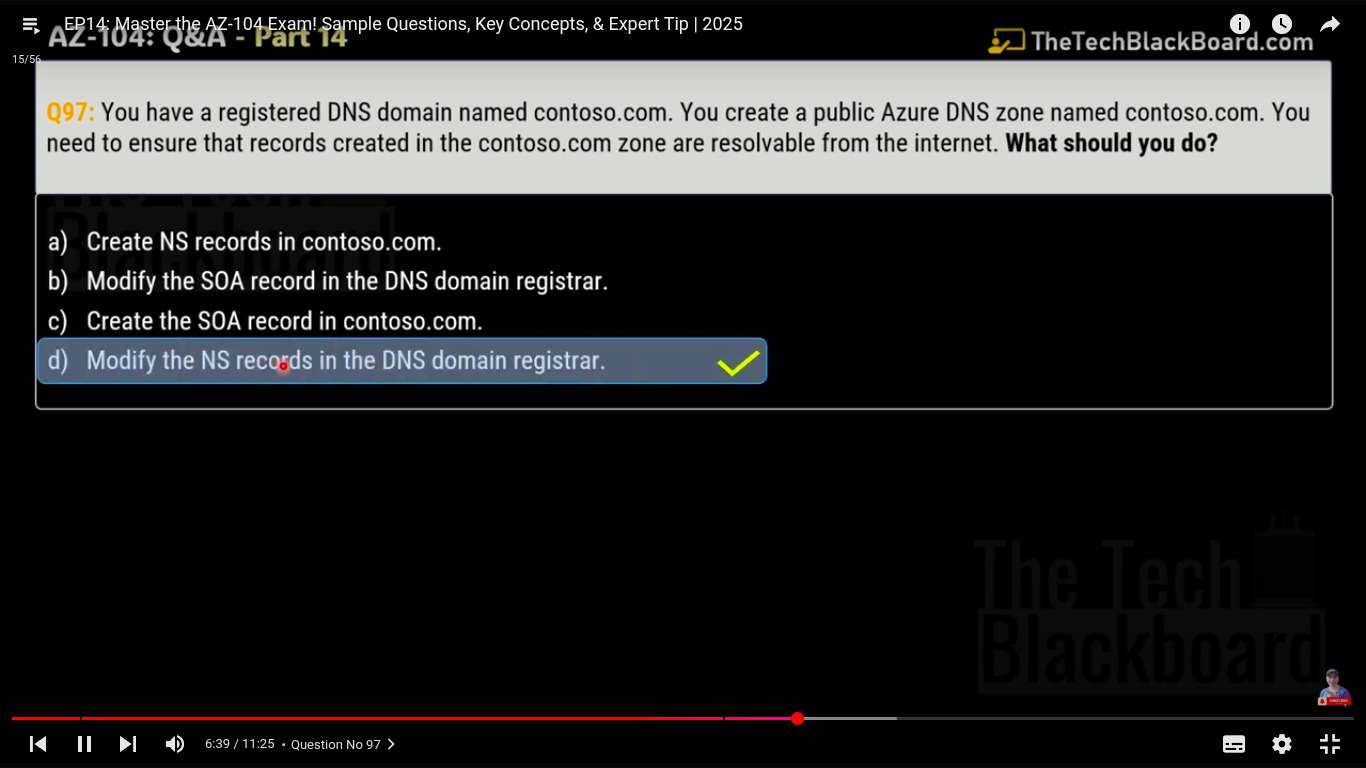 EP14: Master the AZ-104 Exam! Sample Questions, Key Concepts, & Expert Tip | 2025
AZ-104: Q&A - Part 14
TheTechBlackBoard.com
15/56
Q97: You have a registered DNS domain named contoso.com. You create a public Azure DNS zone named contoso.com. You
need to ensure that records created in the contoso.com zone are resolvable from the internet. What should you do?
a) Create NS records in contoso.com.
b) Modify the SOA record in the DNS domain registrar.
c) Create the SOA record in contoso.com.
d) Modify the NS records in the DNS domain registrar.
The Tech
Blackboard
6:39 / 11:25 • Question No 97